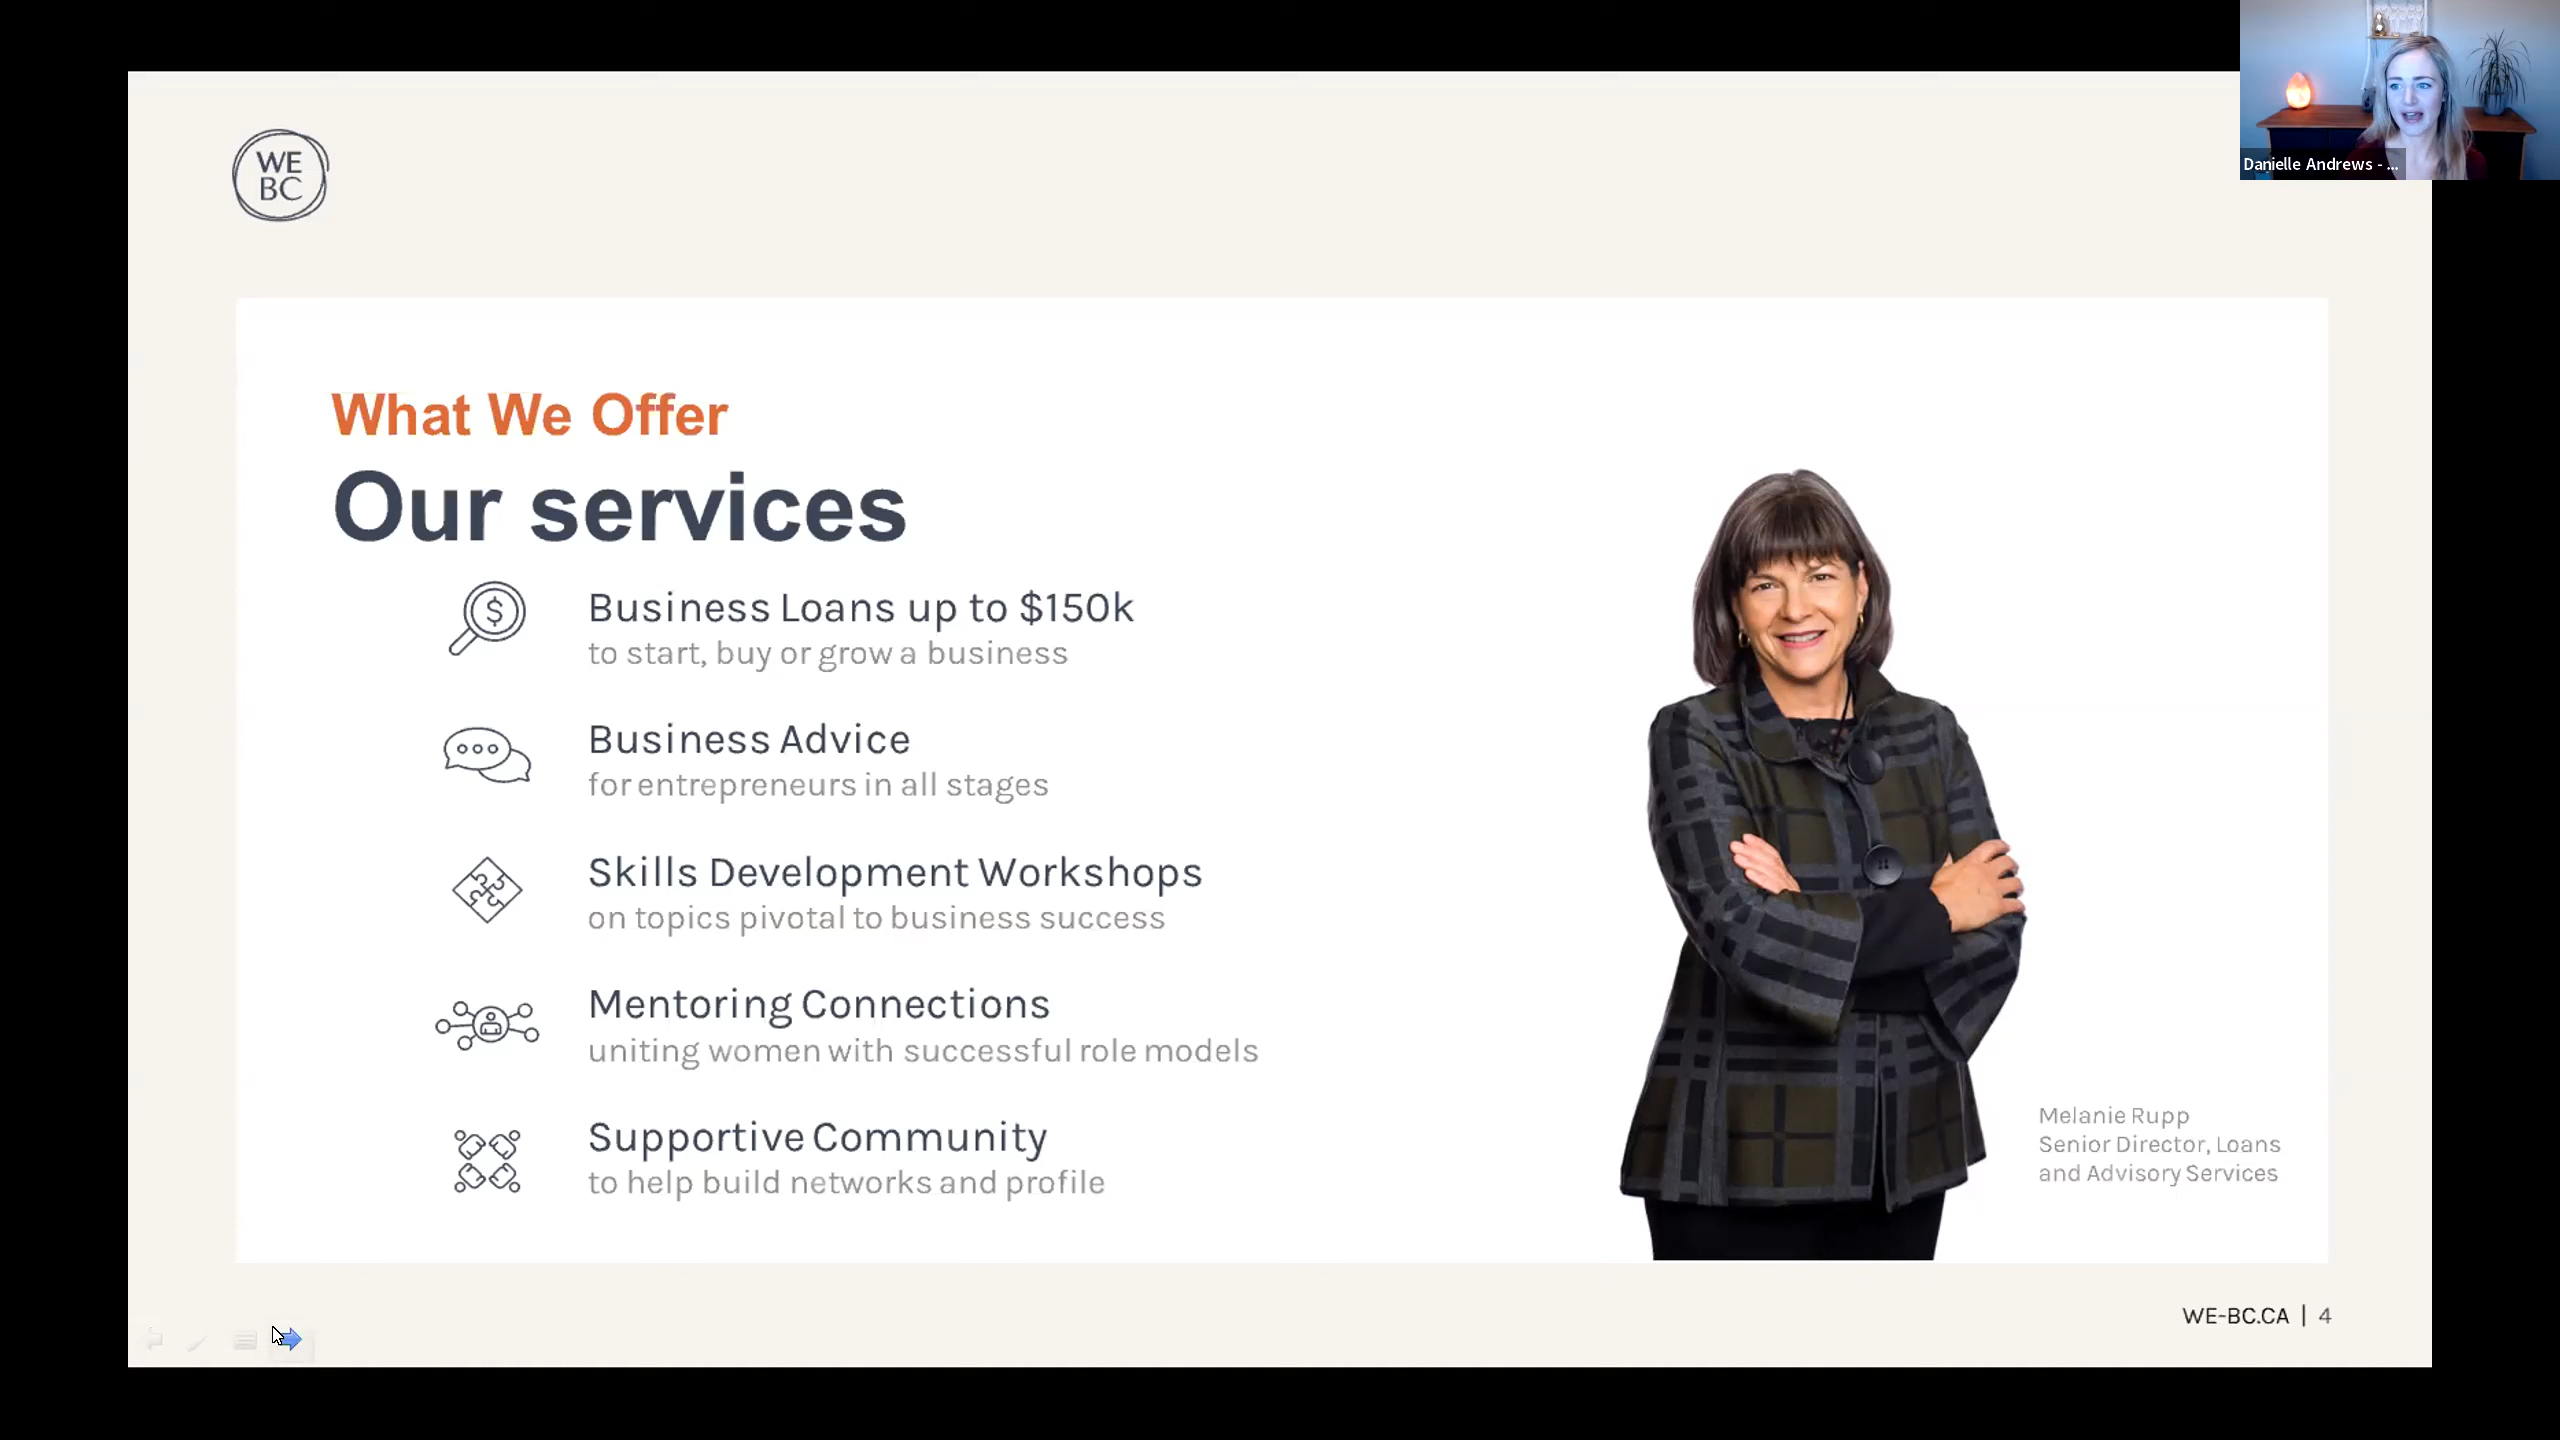 Danielle Andrews - ...
WE
BC
What We Offer
Our services
Business Loans up to $150k
to start, buy or grow a business
Business Advice
for entrepreneurs in all stages
Skills Development Workshops
on topics pivotal to business success
Mentoring Connections
uniting women with successful role models
Supportive Community
to help build networks and profile
Melanie Rupp
Senior Director, Loans
and Advisory Services
WE-BC.CA | 4